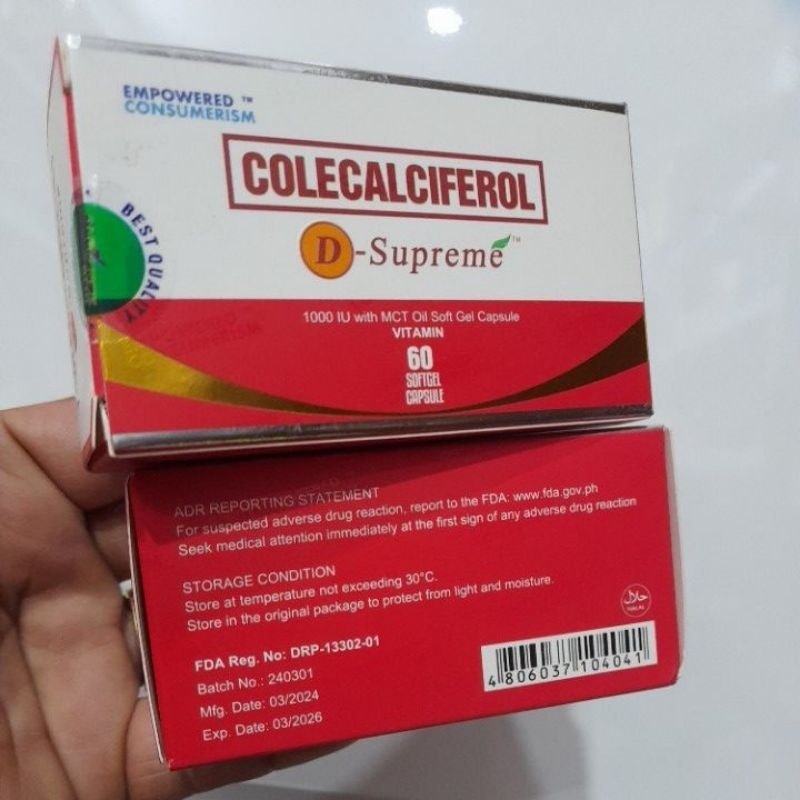 EMPOWERED ™
CONSUMERISM
COLECALCIFEROL
D-Supreme™
BEST QUALITY
1000 IU with MCT Oil Soft Gel Capsule
VITAMIN
60
SOFTGEL
CAPSULE
ADR REPORTING STATEMENT
For suspected adverse drug reaction, report to the FDA: www.fda.gov.ph
Seek medical attention immediately at the first sign of any adverse drug reaction
STORAGE CONDITION
Store at temperature not exceeding 30°C.
Store in the original package to protect from light and moisture.
حلال
HALAL
FDA Reg. No: DRP-13302-01
Batch No.: 240301
Mfg. Date: 03/2024
Exp. Date: 03/2026
4 806037 104041